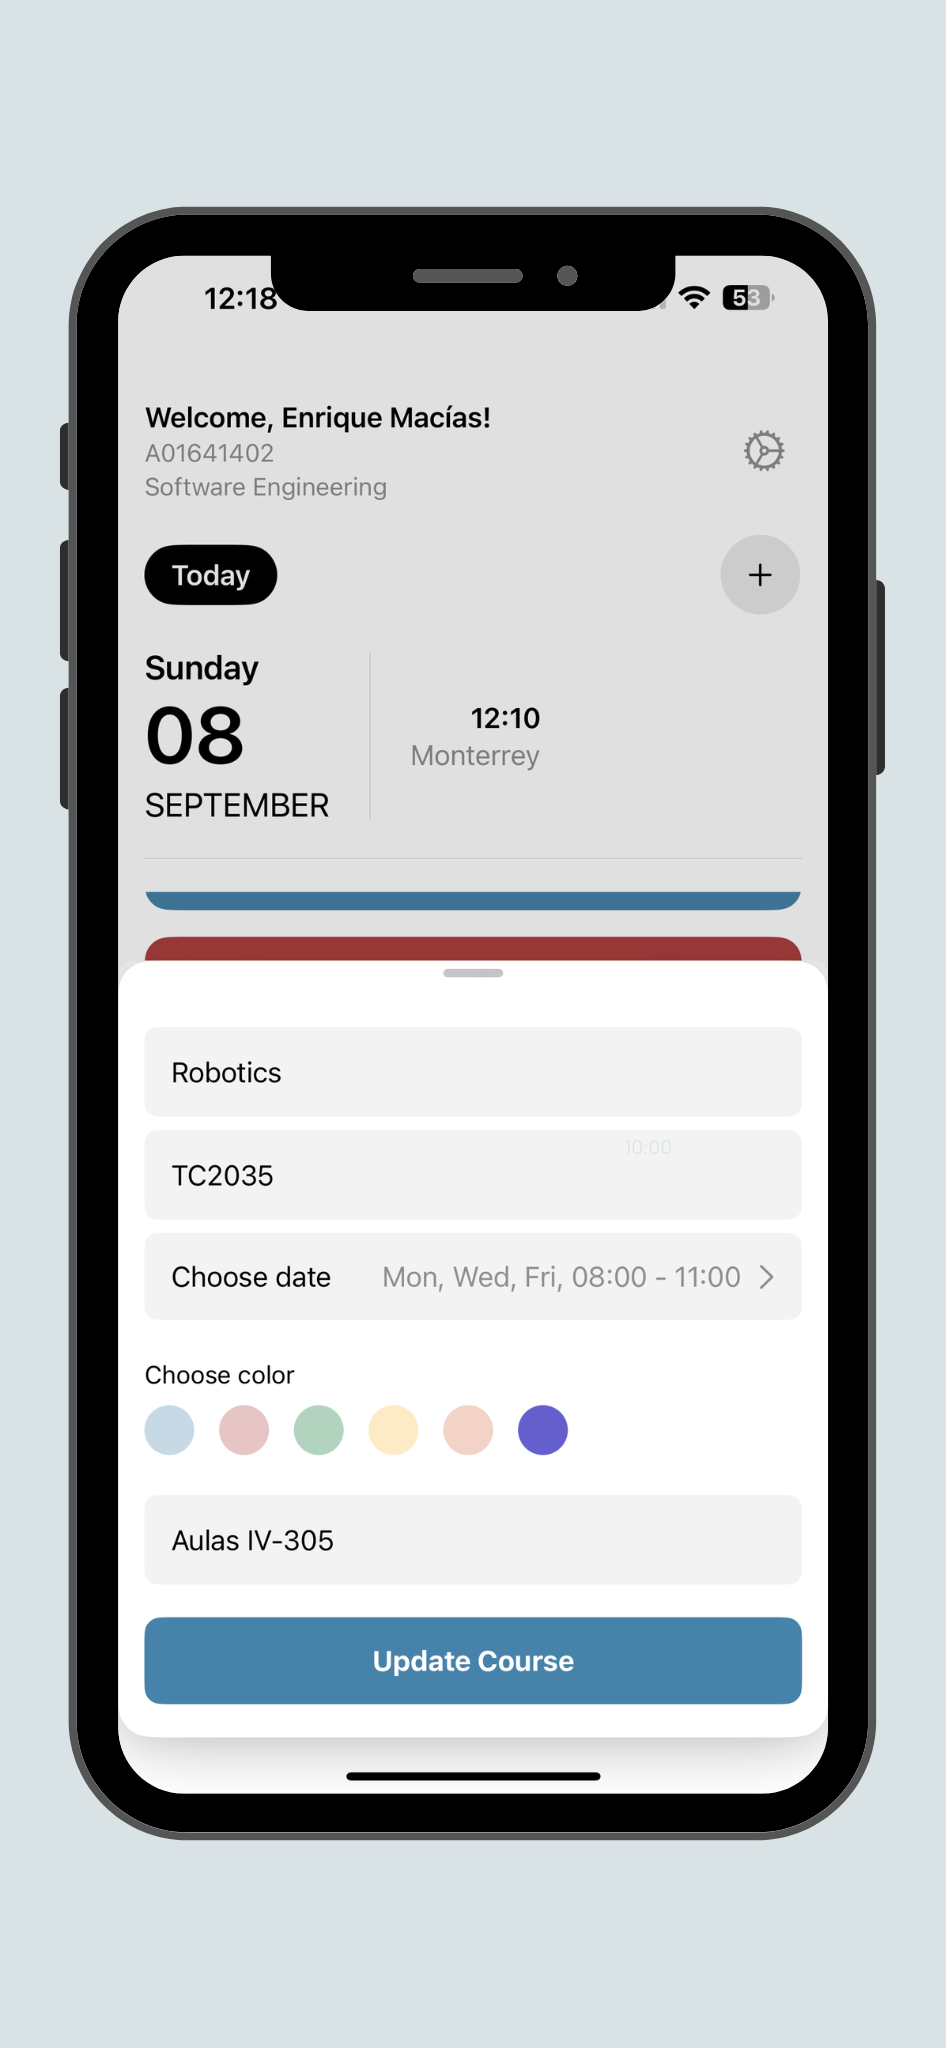 12:18
53
Welcome, Enrique Macías!
A01641402
Software Engineering
Today
+
Sunday
08
SEPTEMBER
12:10
Monterrey
Robotics
10:00
TC2035
Choose date Mon, Wed, Fri, 08:00 - 11:00
Choose color
Aulas IV-305
Update Course